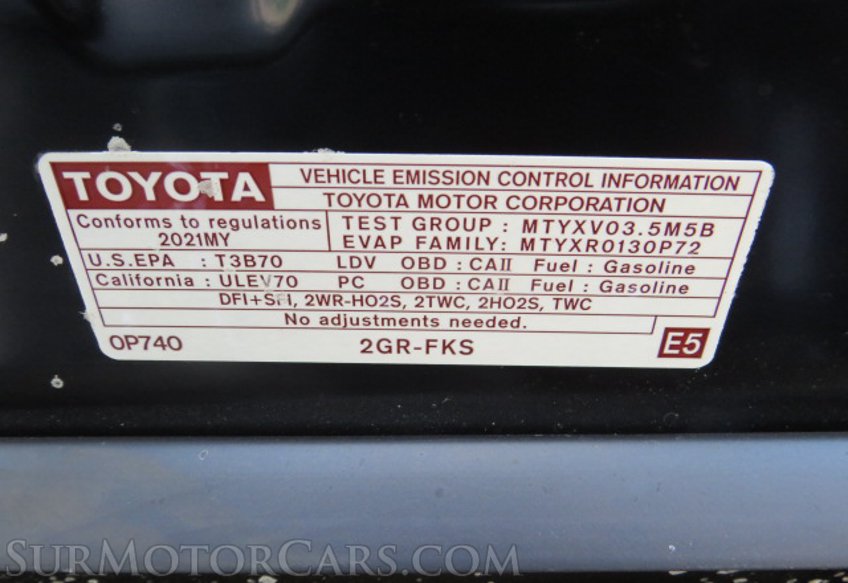 TOYOTA
VEHICLE EMISSION CONTROL INFORMATION
TOYOTA MOTOR CORPORATION
Conforms to regulations
2021MY
TEST GROUP : MTYXV03.5M5B
EVAP FAMILY: MTYXR0130P72
U.S.EPA : T3B70 LDV OBD : CAII Fuel : Gasoline
California : ULEV70 PC OBD : CAII Fuel : Gasoline
DFI+SFI, 2WR-HO2S, 2TWC, 2HO2S, TWC
No adjustments needed.
0P740 2GR-FKS E5
SurMotorCars.com